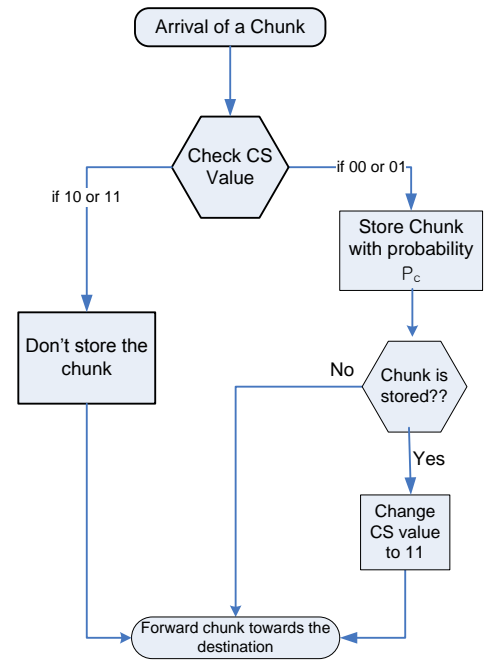 Arrival of a Chunk
Check CS
Value
if 10 or 11
if 00 or 01
Store Chunk
with probability
Pc
Don't store the
chunk
No
Chunk is
stored??
Yes
Change
CS value
to 11
Forward chunk towards the
destination